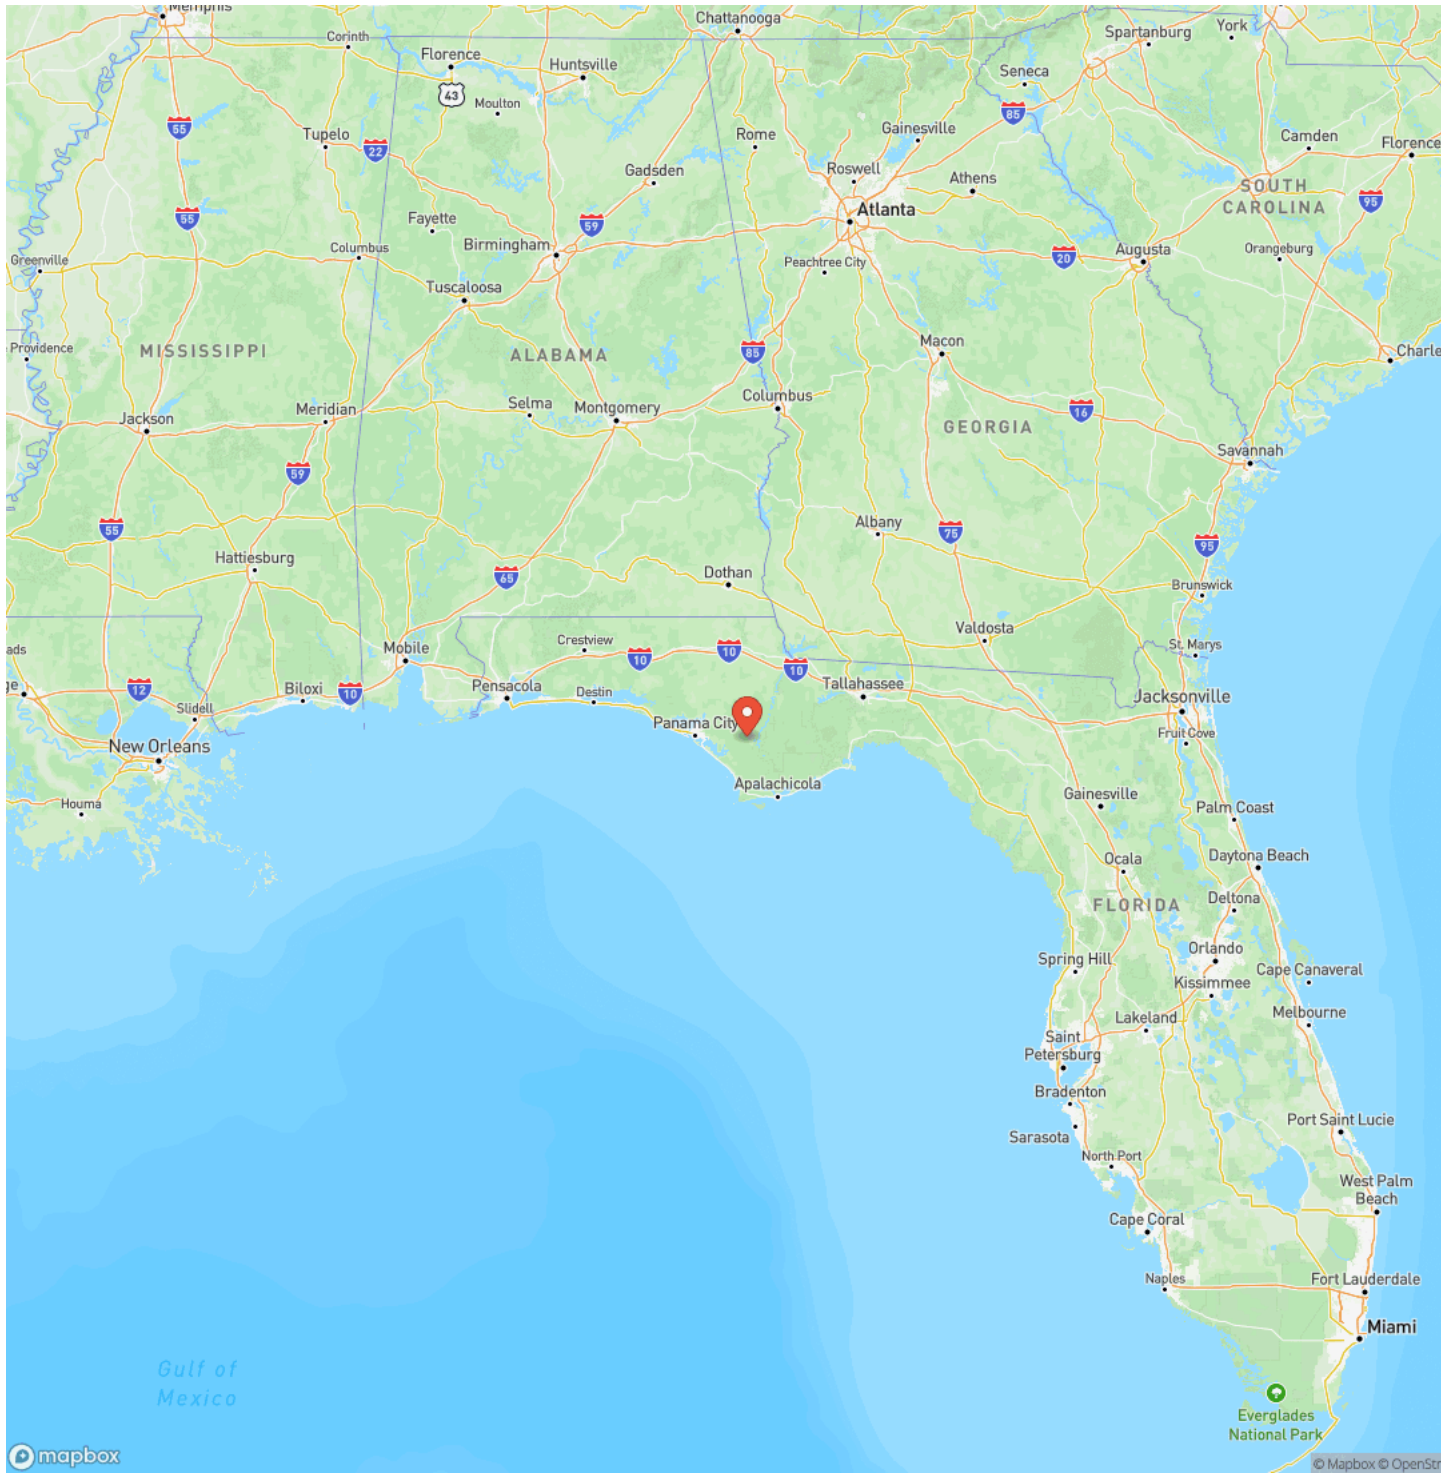 Memphis
Chattanooga
Spartanburg
York
Corinth
Florence
Huntsville
Seneca
43
Moulton
85
55
Tupelo
22
Rome
Gainesville
Camden
Florence
Roswell
Gadsden
Athens
SOUTH
CAROLINA
95
55
Fayette
59
Atlanta
Columbus
Birmingham
Augusta
Orangeburg
Greenville
Peachtree City
20
Tuscaloosa
Providence
MISSISSIPPI
ALABAMA
85
Macon
Charle
Columbus
Selma
Montgomery
Meridian
Jackson
16
GEORGIA
Savannah
59
55
Albany
75
95
Hattiesburg
65
Dothan
Brunswick
Valdosta
Crestview
St. Marys
ads
Mobile
10
10
10
ge
12
Biloxi
10
Pensacola
Destin
Tallahassee
Jacksonville
Slidell
Panama City
Fruit Cove
New Orleans
Apalachicola
Houma
Gainesville
Palm Coast
Ocala
Daytona Beach
FLORIDA
Deltona
Orlando
Spring Hill
Cape Canaveral
Kissimmee
Lakeland
Melbourne
Saint
Petersburg
Bradenton
Port Saint Lucie
Sarasota
North Port
West Palm
Beach
Cape Coral
Naples
Fort Lauderdale
Miami
Gulf of
Mexico
Everglades
National Park
mapbox
© Mapbox © OpenStr